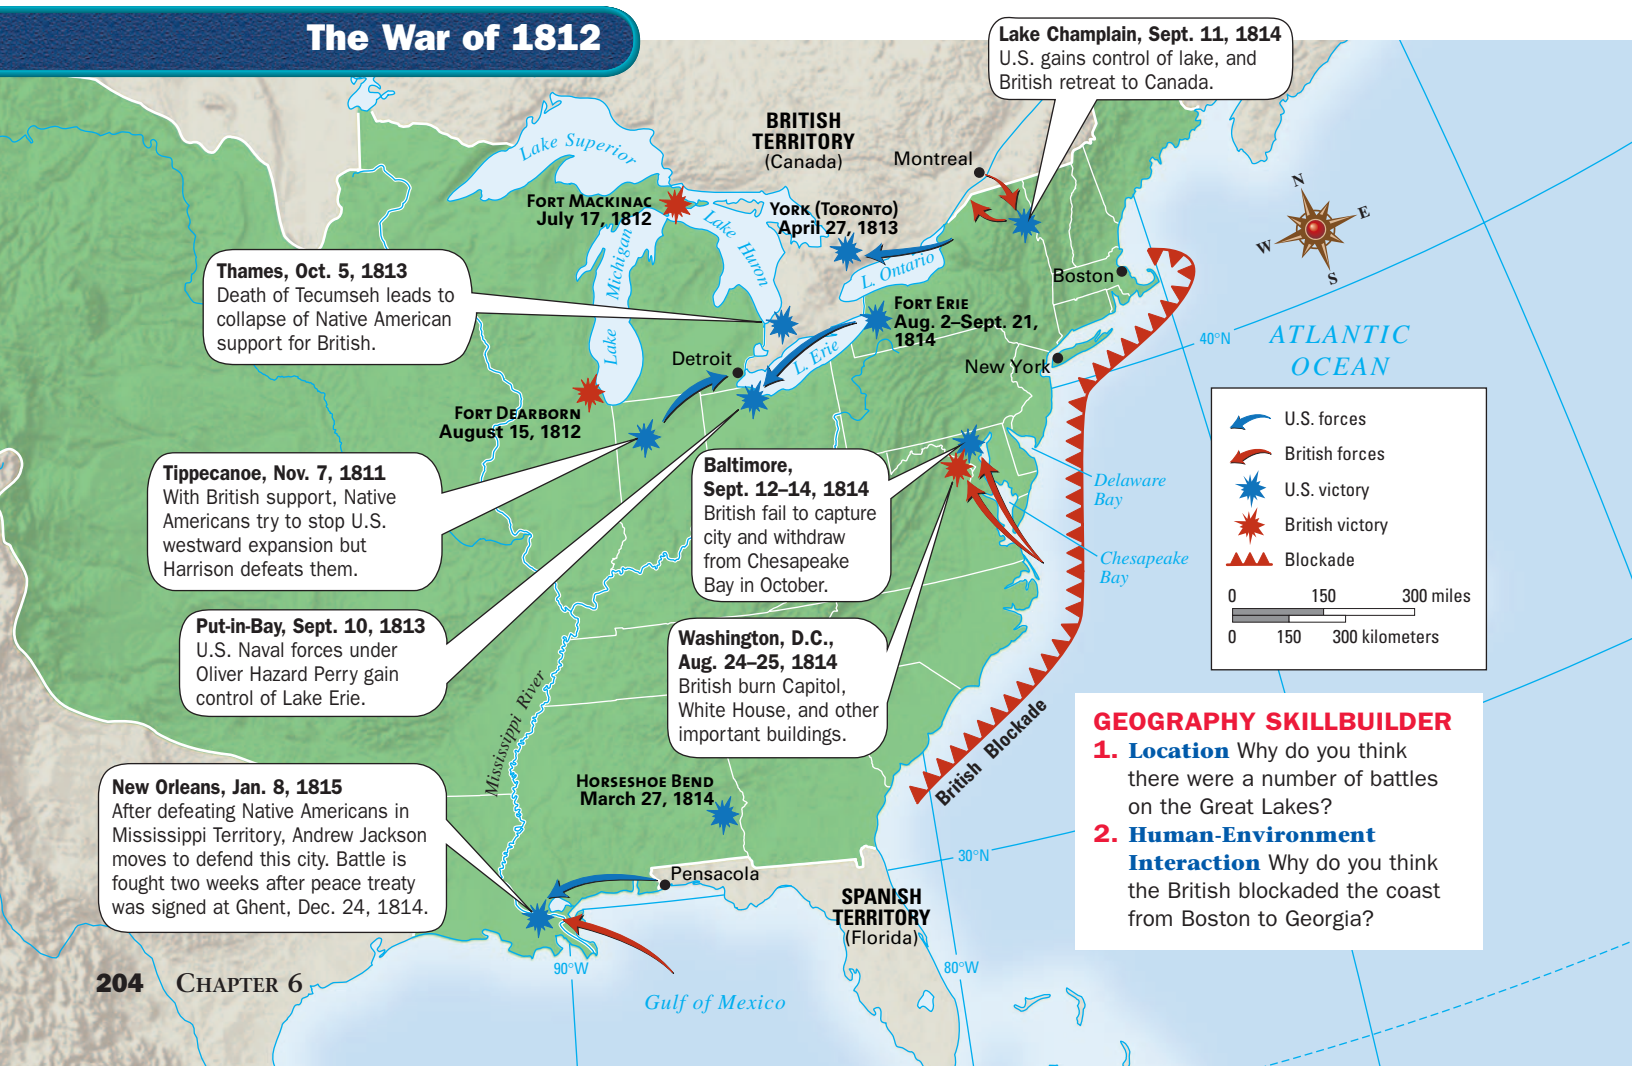 The War of 1812
Lake Champlain, Sept. 11, 1814
U.S. gains control of lake, and
British retreat to Canada.
BRITISH
TERRITORY
(Canada)
Montreal
Lake Superior
FORT MACKINAC
July 17, 1812
YORK (TORONTO)
April 27, 1813
Lake Huron
Lake Michigan
L. Ontario
Boston
Thames, Oct. 5, 1813
Death of Tecumseh leads to
collapse of Native American
support for British.
FORT ERIE
Aug. 2–Sept. 21,
1814
L. Erie
Detroit
New York
40°N
ATLANTIC
OCEAN
FORT DEARBORN
August 15, 1812
Tippecanoe, Nov. 7, 1811
With British support, Native
Americans try to stop U.S.
westward expansion but
Harrison defeats them.
Baltimore,
Sept. 12–14, 1814
British fail to capture
city and withdraw
from Chesapeake
Bay in October.
Delaware
Bay
Chesapeake
Bay
N
E
W
S
U.S. forces
British forces
U.S. victory
British victory
Blockade
0 150 300 miles
0 150 300 kilometers
Put-in-Bay, Sept. 10, 1813
U.S. Naval forces under
Oliver Hazard Perry gain
control of Lake Erie.
Washington, D.C.,
Aug. 24–25, 1814
British burn Capitol,
White House, and other
important buildings.
Mississippi River
British Blockade
HORSESHOE BEND
March 27, 1814
New Orleans, Jan. 8, 1815
After defeating Native Americans in
Mississippi Territory, Andrew Jackson
moves to defend this city. Battle is
fought two weeks after peace treaty
was signed at Ghent, Dec. 24, 1814.
Pensacola
30°N
SPANISH
TERRITORY
(Florida)
90°W
80°W
Gulf of Mexico
GEOGRAPHY SKILLBUILDER
1. Location Why do you think
there were a number of battles
on the Great Lakes?
2. Human-Environment
Interaction Why do you think
the British blockaded the coast
from Boston to Georgia?
204 CHAPTER 6